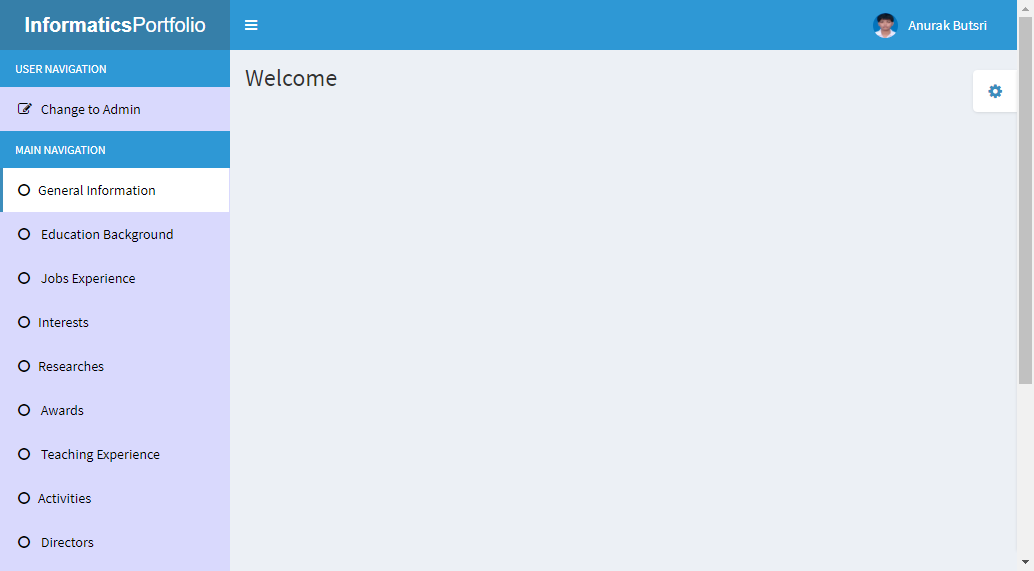 InformaticsPortfolio
Anurak Butsri
USER NAVIGATION
Change to Admin
MAIN NAVIGATION
General Information
Education Background
Jobs Experience
Interests
Researches
Awards
Teaching Experience
Activities
Directors
Welcome